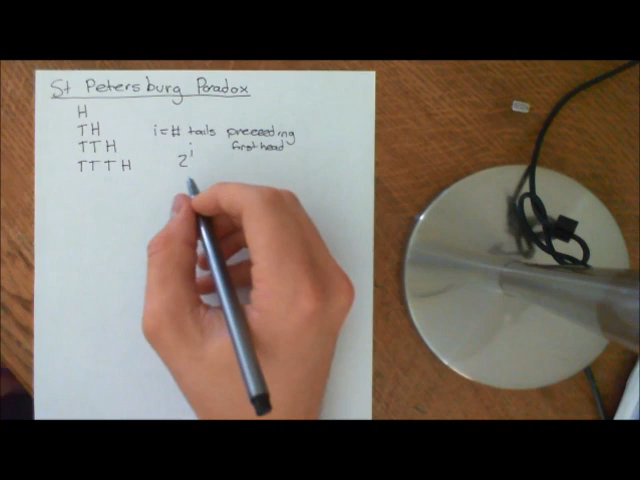 St Petersburg Paradox
H
TH
i = # tails preceeding
TTH
first head
TTTH
2^i